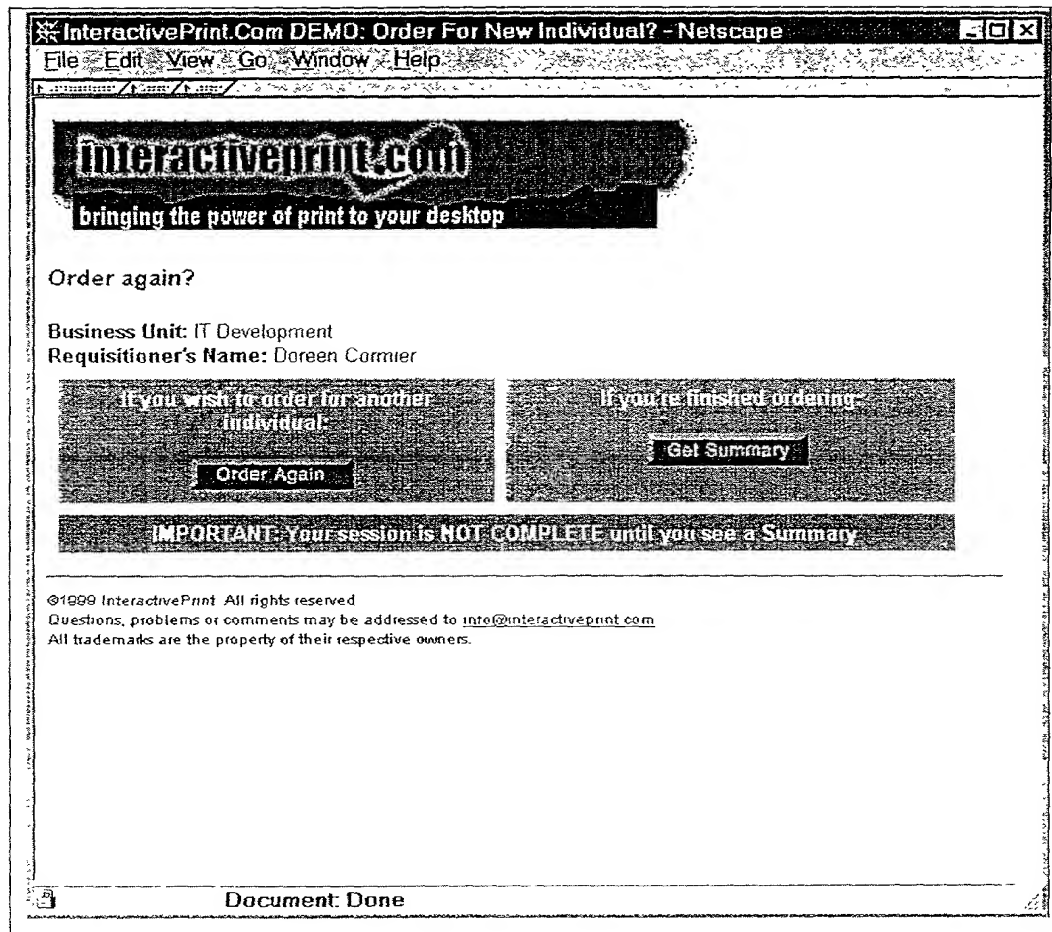 InteractivePrint.Com DEMO: Order For New Individual? - Netscape
File Edit View Go Window Help
interactiveprint.com
bringing the power of print to your desktop
Order again?
Business Unit: IT Development
Requisitioner's Name: Doreen Cormier
If you wish to order for another
individual:
Order Again
If you're finished ordering:
Get Summary
IMPORTANT: Your session is NOT COMPLETE until you see a Summary
©1999 InteractivePrint All rights reserved
Questions, problems or comments may be addressed to info@interactiveprint.com
All trademarks are the property of their respective owners.
Document: Done